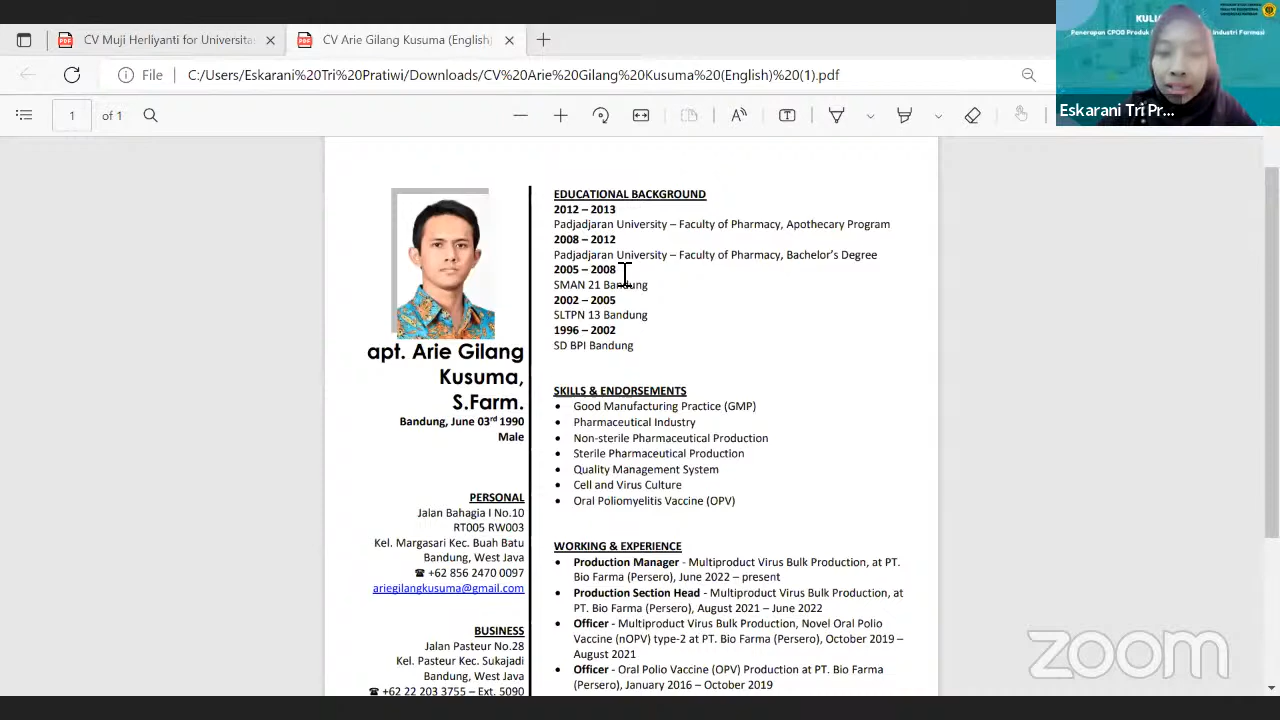 CV Muji Herliyanti for Universita
CV Arie Gilang Kusuma (English)
File
C:/Users/Eskarani%20Tri%20Pratiwi/Downloads/CV%20Arie%20Gilang%20Kusuma%20(English)%20(1).pdf
1 of 1
Eskarani Tri Pr...
apt. Arie Gilang
Kusuma,
S.Farm.
Bandung, June 03rd 1990
Male
PERSONAL
Jalan Bahagia I No.10
RT005 RW003
Kel. Margasari Kec. Buah Batu
Bandung, West Java
☎ +62 856 2470 0097
ariegilangkusuma@gmail.com
BUSINESS
Jalan Pasteur No.28
Kel. Pasteur Kec. Sukajadi
Bandung, West Java
☎ +62 22 203 3755 – Ext. 5090
EDUCATIONAL BACKGROUND
2012 – 2013
Padjadjaran University – Faculty of Pharmacy, Apothecary Program
2008 – 2012
Padjadjaran University – Faculty of Pharmacy, Bachelor's Degree
2005 – 2008
SMAN 21 Bandung
2002 – 2005
SLTPN 13 Bandung
1996 – 2002
SD BPI Bandung
SKILLS & ENDORSEMENTS
• Good Manufacturing Practice (GMP)
• Pharmaceutical Industry
• Non-sterile Pharmaceutical Production
• Sterile Pharmaceutical Production
• Quality Management System
• Cell and Virus Culture
• Oral Poliomyelitis Vaccine (OPV)
WORKING & EXPERIENCE
• Production Manager - Multiproduct Virus Bulk Production, at PT.
Bio Farma (Persero), June 2022 – present
• Production Section Head - Multiproduct Virus Bulk Production, at
PT. Bio Farma (Persero), August 2021 – June 2022
• Officer - Multiproduct Virus Bulk Production, Novel Oral Polio
Vaccine (nOPV) type-2 at PT. Bio Farma (Persero), October 2019 –
August 2021
• Officer - Oral Polio Vaccine (OPV) Production at PT. Bio Farma
(Persero), January 2016 – October 2019
zoom